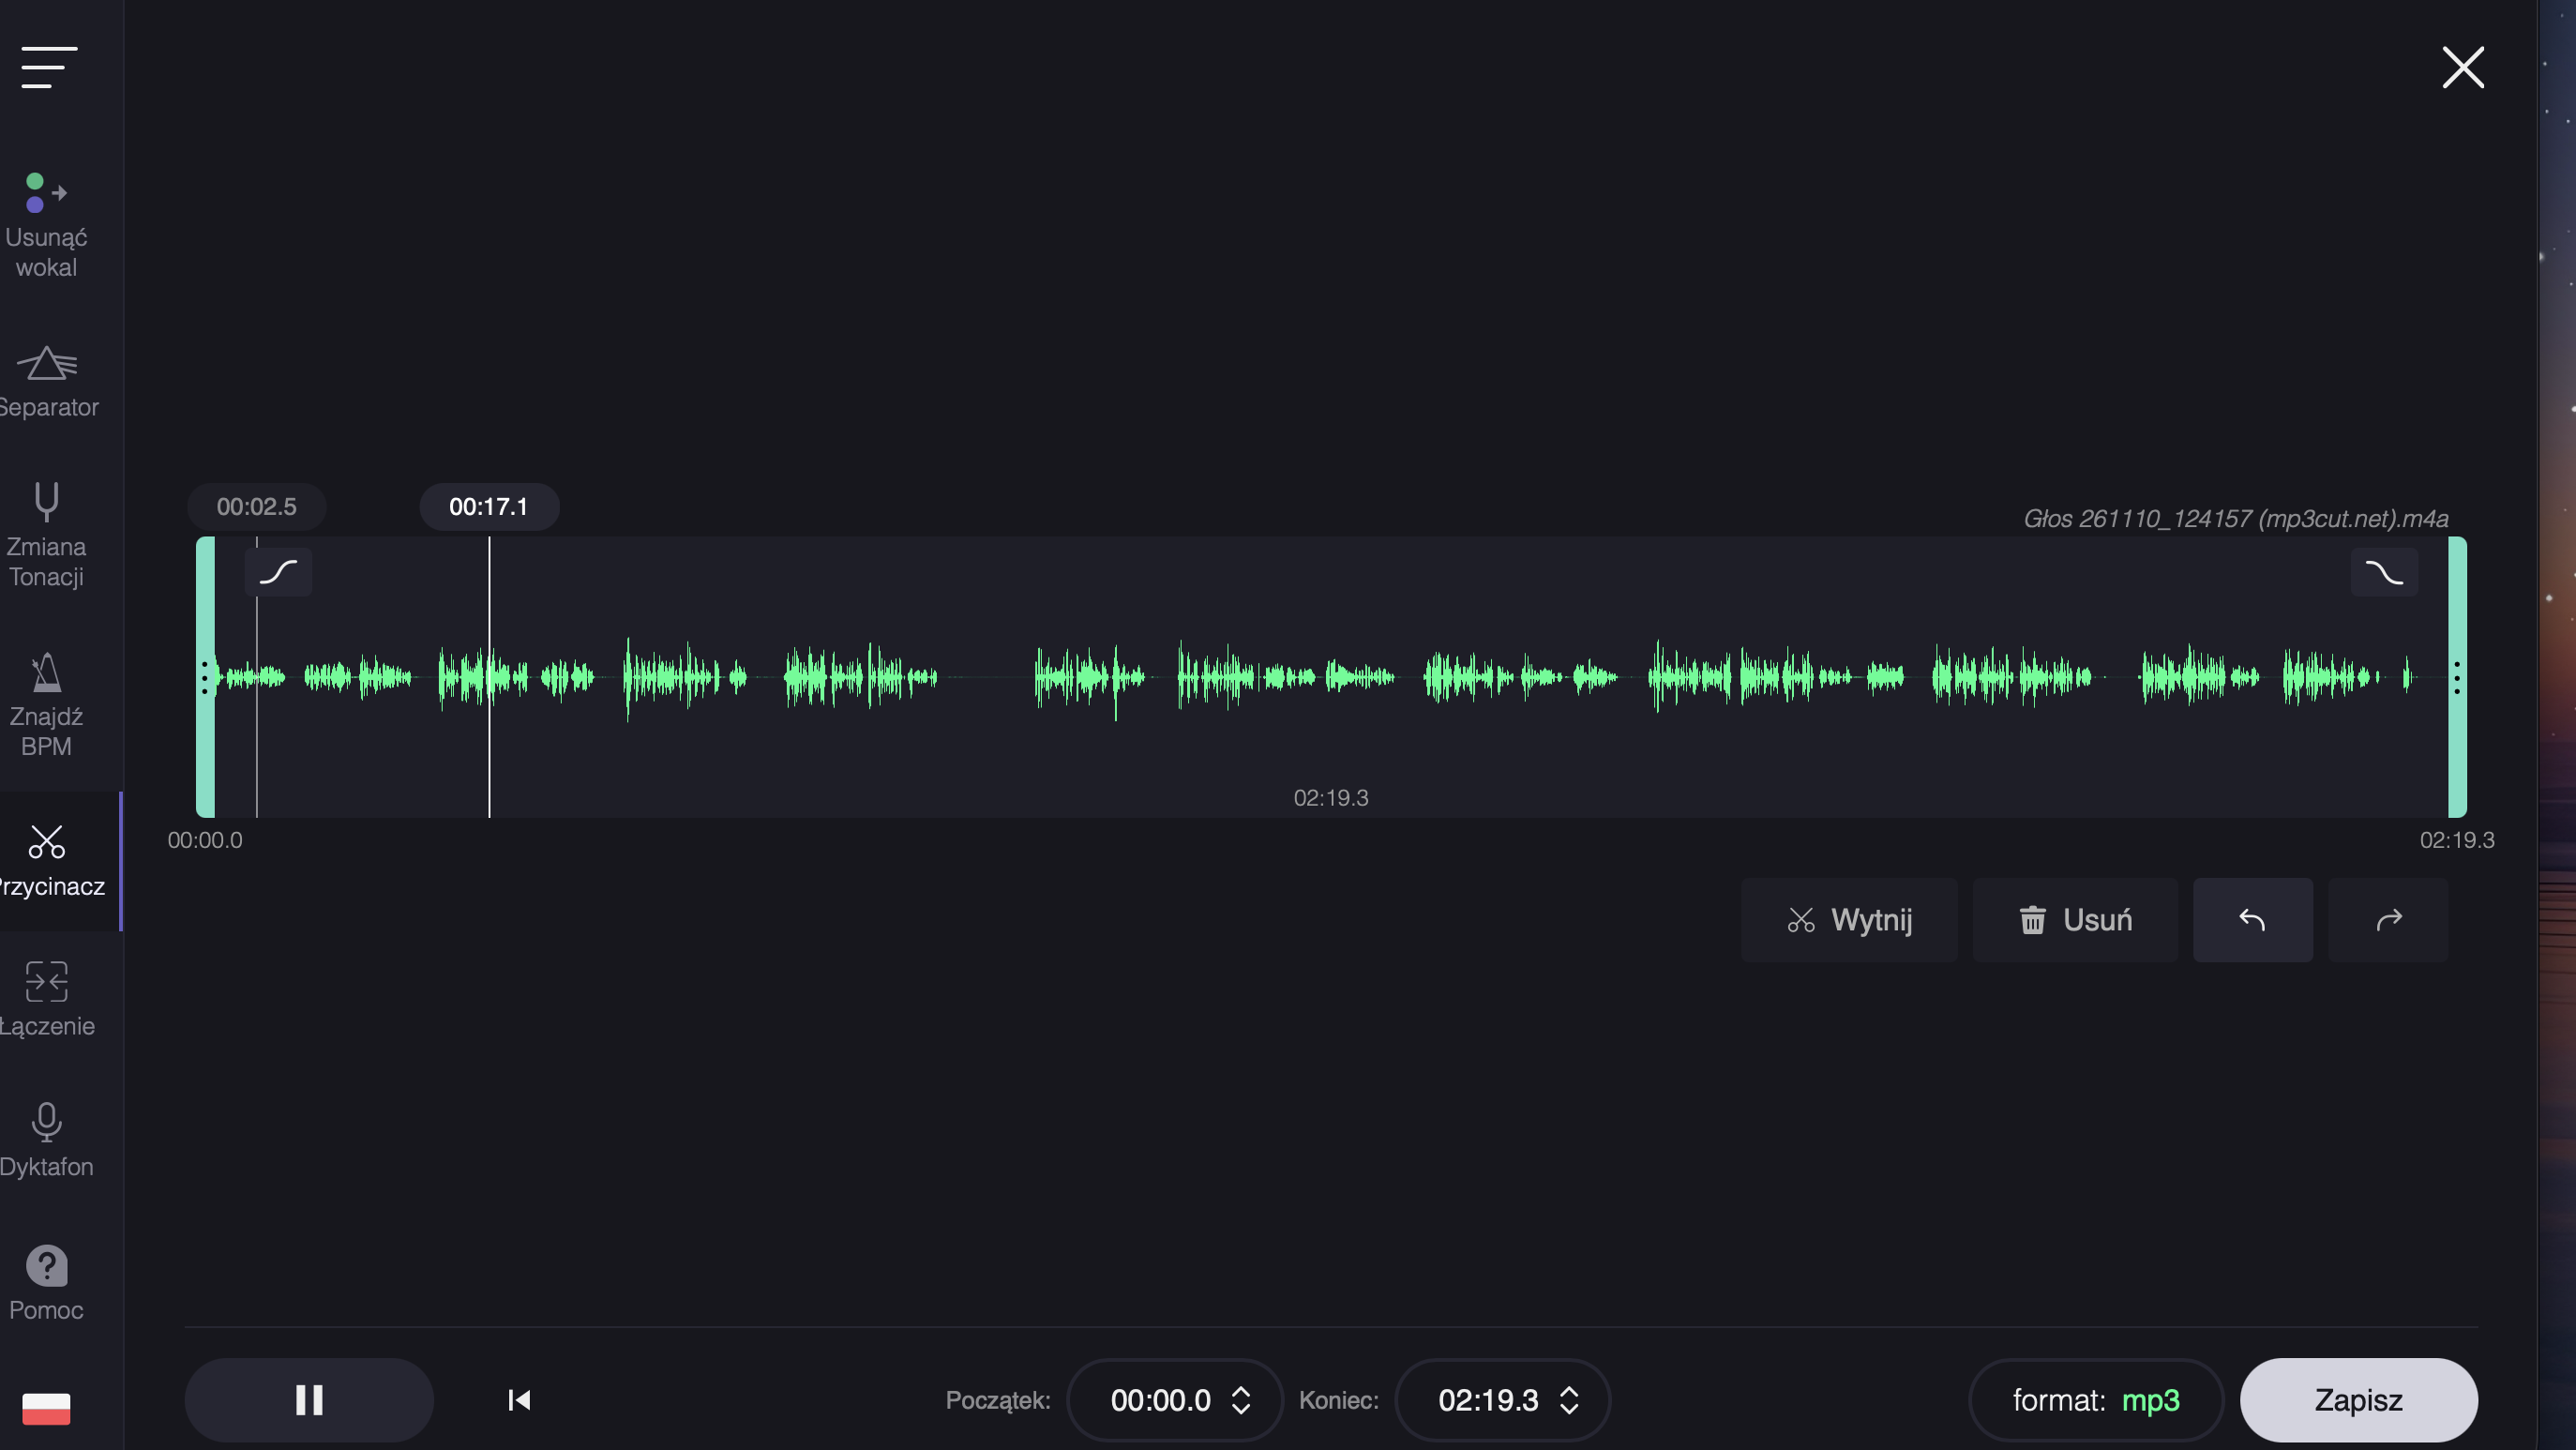 Usunąć
wokal
Separator
Zmiana
Tonacji
Znajdź
BPM
Przycinacz
Łączenie
Dyktafon
Pomoc
00:02.5
00:17.1
Głos 261110_124157 (mp3cut.net).m4a
02:19.3
00:00.0
02:19.3
Wytnij
Usuń
Początek: 00:00.0 Koniec: 02:19.3
format: mp3
Zapisz